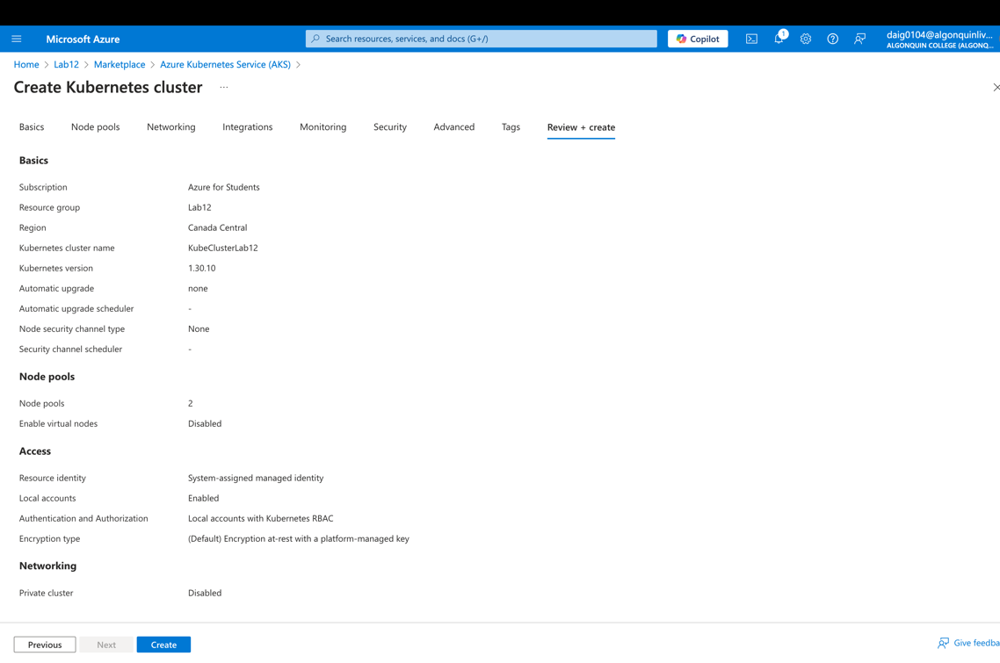 Microsoft Azure
Search resources, services, and docs (G+/)
Copilot
1
daig0104@algonquinliv...
ALGONQUIN COLLEGE (ALGONQ...
Home > Lab12 > Marketplace > Azure Kubernetes Service (AKS) >
Create Kubernetes cluster ...
Basics Node pools Networking Integrations Monitoring Security Advanced Tags Review + create
Basics
Subscription Azure for Students
Resource group Lab12
Region Canada Central
Kubernetes cluster name KubeClusterLab12
Kubernetes version 1.30.10
Automatic upgrade none
Automatic upgrade scheduler -
Node security channel type None
Security channel scheduler -
Node pools
Node pools 2
Enable virtual nodes Disabled
Access
Resource identity System-assigned managed identity
Local accounts Enabled
Authentication and Authorization Local accounts with Kubernetes RBAC
Encryption type (Default) Encryption at-rest with a platform-managed key
Networking
Private cluster Disabled
Previous Next Create Give feedba